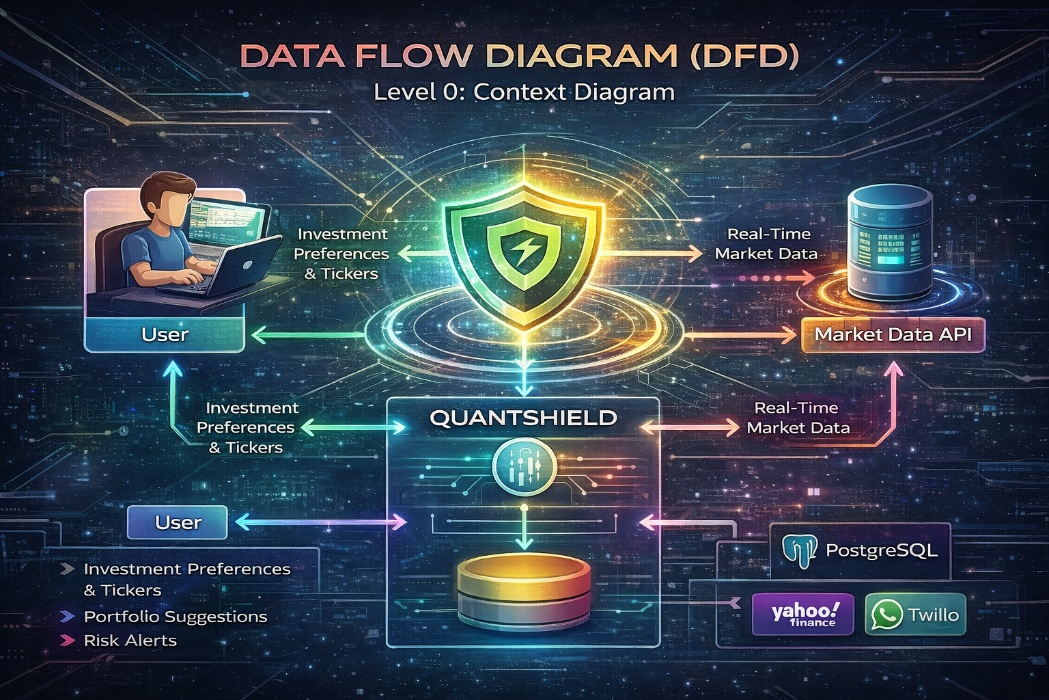 DATA FLOW DIAGRAM (DFD)
Level 0: Context Diagram
Investment
Preferences
& Tickers
Real-Time
Market Data
User
Market Data API
Investment
Preferences
& Tickers
QUANTSHIELD
Real-Time
Market Data
User
Investment Preferences
& Tickers
Portfolio Suggestions
Risk Alerts
PostgreSQL
yahoo!
finance
Twillo